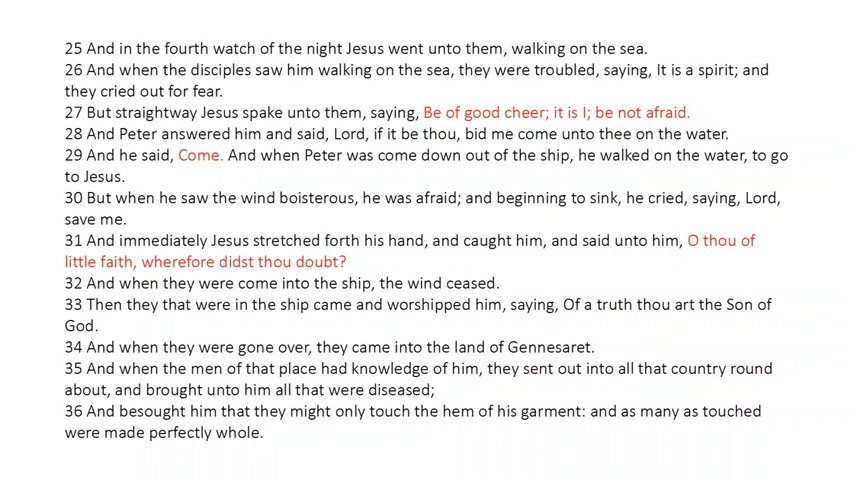 25 And in the fourth watch of the night Jesus went unto them, walking on the sea.
26 And when the disciples saw him walking on the sea, they were troubled, saying, It is a spirit; and
they cried out for fear.
27 But straightway Jesus spake unto them, saying, Be of good cheer; it is I; be not afraid.
28 And Peter answered him and said, Lord, if it be thou, bid me come unto thee on the water.
29 And he said, Come. And when Peter was come down out of the ship, he walked on the water, to go
to Jesus.
30 But when he saw the wind boisterous, he was afraid; and beginning to sink, he cried, saying, Lord,
save me.
31 And immediately Jesus stretched forth his hand, and caught him, and said unto him, O thou of
little faith, wherefore didst thou doubt?
32 And when they were come into the ship, the wind ceased.
33 Then they that were in the ship came and worshipped him, saying, Of a truth thou art the Son of
God.
34 And when they were gone over, they came into the land of Gennesaret.
35 And when the men of that place had knowledge of him, they sent out into all that country round
about, and brought unto him all that were diseased;
36 And besought him that they might only touch the hem of his garment: and as many as touched
were made perfectly whole.